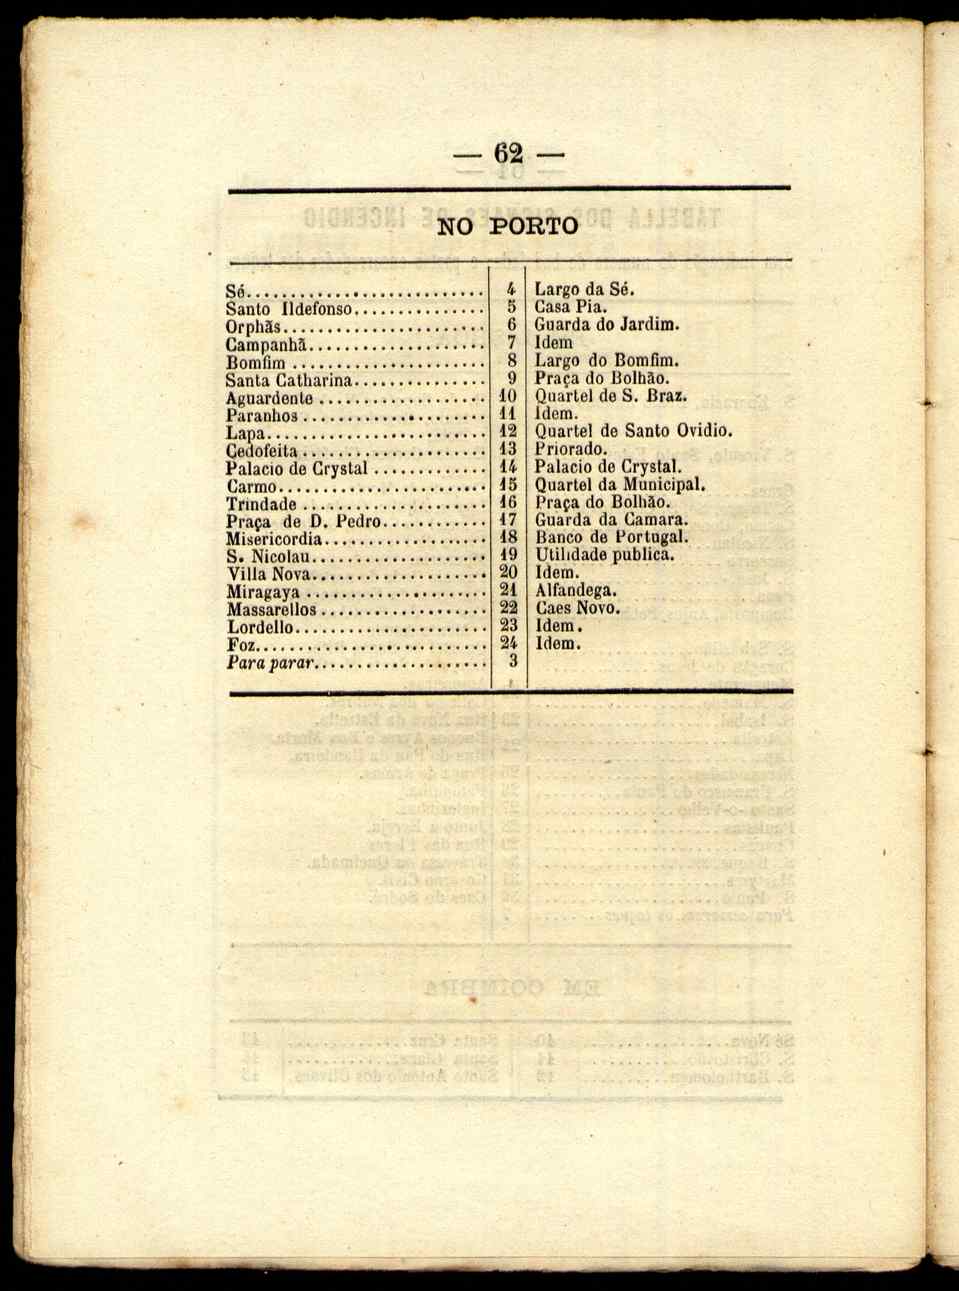 — 62 —
NO PORTO
Sé........................... 4 Largo da Sé.
Santo Ildefonso............... 5 Casa Pia.
Orphãs....................... 6 Guarda do Jardim.
Campanhã.................... 7 Idem
Bomfim ...................... 8 Largo do Bomfim.
Santa Catharina............... 9 Praça do Bolhão.
Aguardente ................... 10 Quartel de S. Braz.
Paranhos ..................... 11 Idem.
Lapa......................... 12 Quartel de Santo Ovidio.
Cedofeita ..................... 13 Priorado.
Palacio de Crystal ............. 14 Palacio de Crystal.
Carmo........................ 15 Quartel da Municipal.
Trindade ..................... 16 Praça do Bolhão.
Praça de D. Pedro............ 17 Guarda da Camara.
Misericordia................... 18 Banco de Portugal.
S. Nicolau.................... 19 Utilidade publica.
Villa Nova.................... 20 Idem.
Miragaya ..................... 21 Alfandega.
Massarellos ................... 22 Caes Novo.
Lordello...................... 23 Idem.
Foz.......................... 24 Idem.
Para parar.................... 3